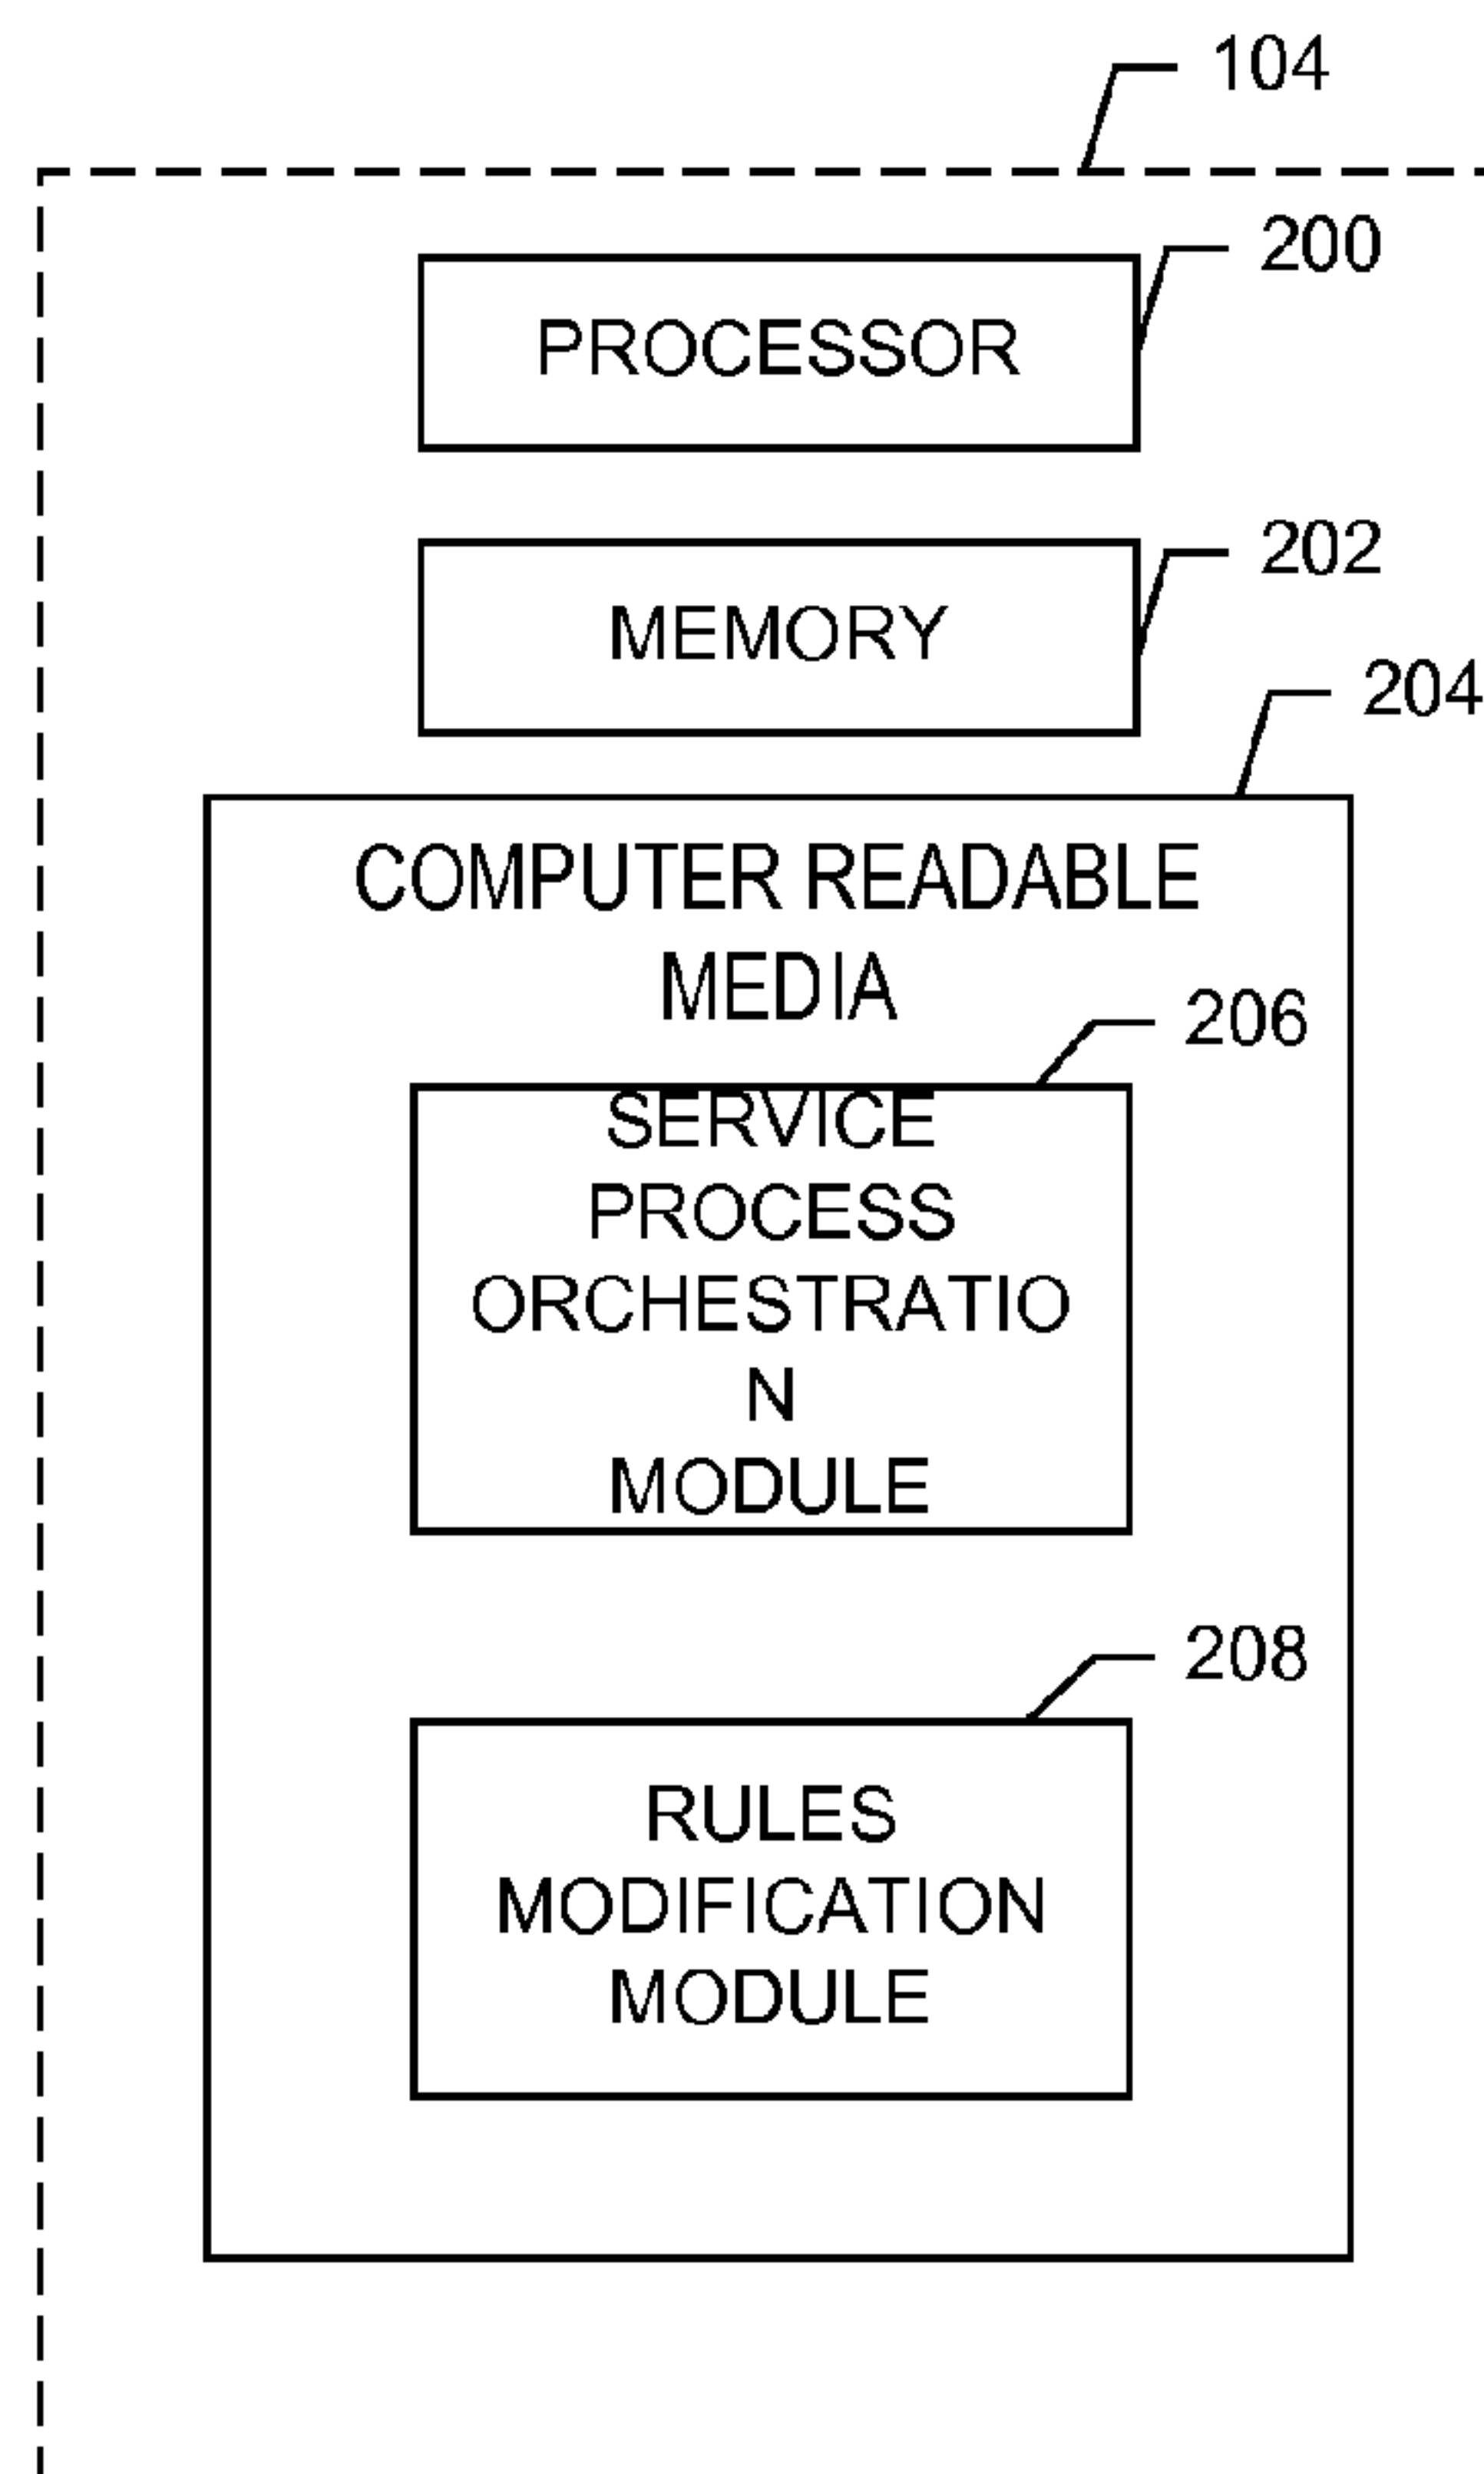 104
200
PROCESSOR
202
MEMORY
204
COMPUTER READABLE
MEDIA
206
SERVICE
PROCESS
ORCHESTRATIO
N
MODULE
208
RULES
MODIFICATION
MODULE